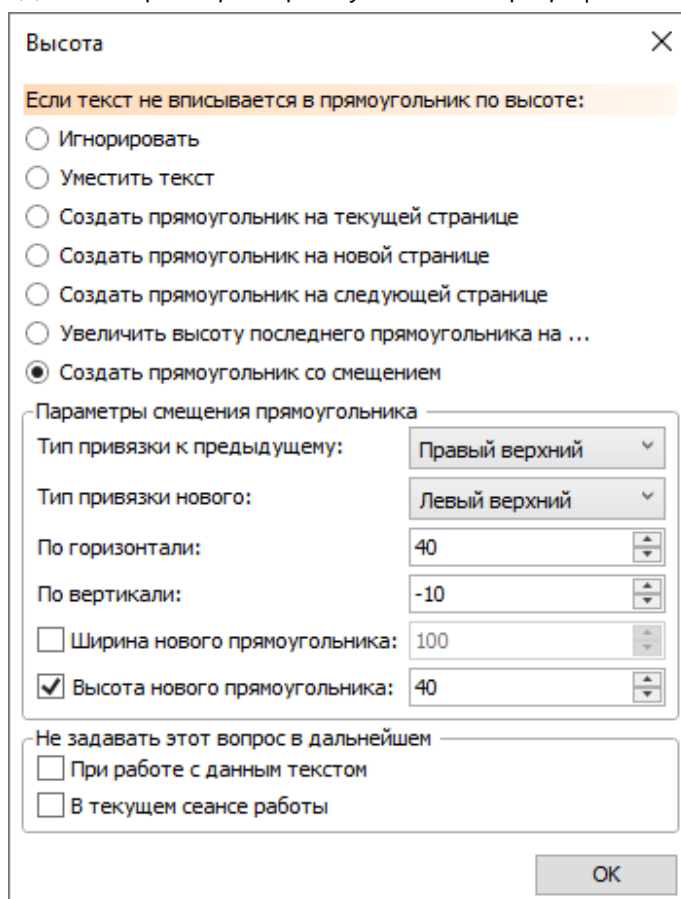 Высота
Если текст не вписывается в прямоугольник по высоте:
Игнорировать
Уместить текст
Создать прямоугольник на текущей странице
Создать прямоугольник на новой странице
Создать прямоугольник на следующей странице
Увеличить высоту последнего прямоугольника на ...
Создать прямоугольник со смещением
Параметры смещения прямоугольника
Тип привязки к предыдущему: Правый верхний
Тип привязки нового: Левый верхний
По горизонтали: 40
По вертикали: -10
Ширина нового прямоугольника: 100
Высота нового прямоугольника: 40
Не задавать этот вопрос в дальнейшем
При работе с данным текстом
В текущем сеансе работы
OK